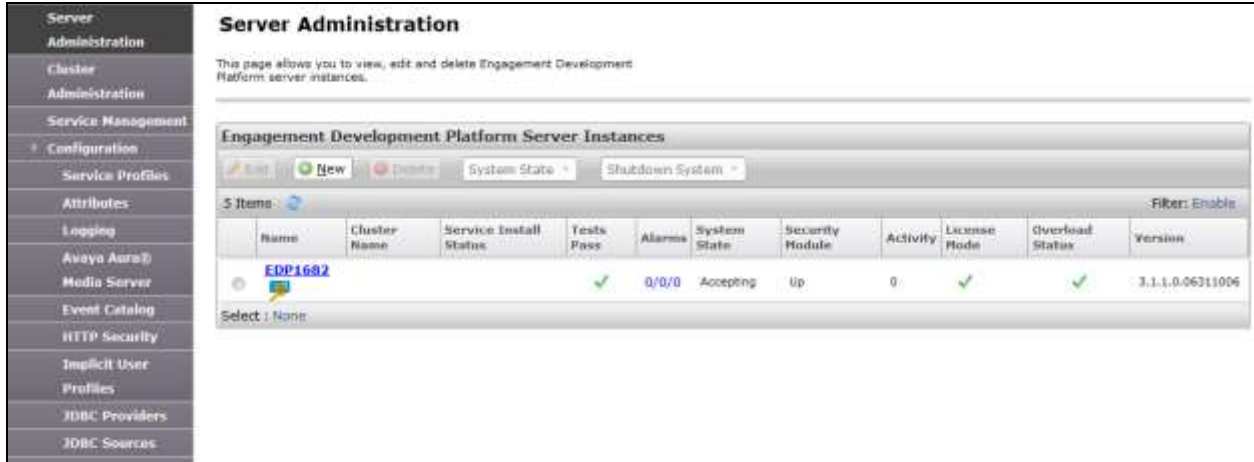 Server
Administration
Cluster
Administration
Service Management
Configuration
Service Profiles
Attributes
Logging
Avaya Aura®
Media Server
Event Catalog
HTTP Security
Implicit User
Profiles
JDBC Providers
JDBC Sources
Server Administration
This page allows you to view, edit and delete Engagement Development
Platform server instances.
Engagement Development Platform Server Instances
Edit New Delete System State Shutdown System
5 Items Filter: Enable
Name Cluster Name Service Install Status Tests Pass Alarms System State Security Module Activity License Mode Overload Status Version
EDP1682 0/0/0 Accepting Up 0 3.1.1.0.06311006
Select : None